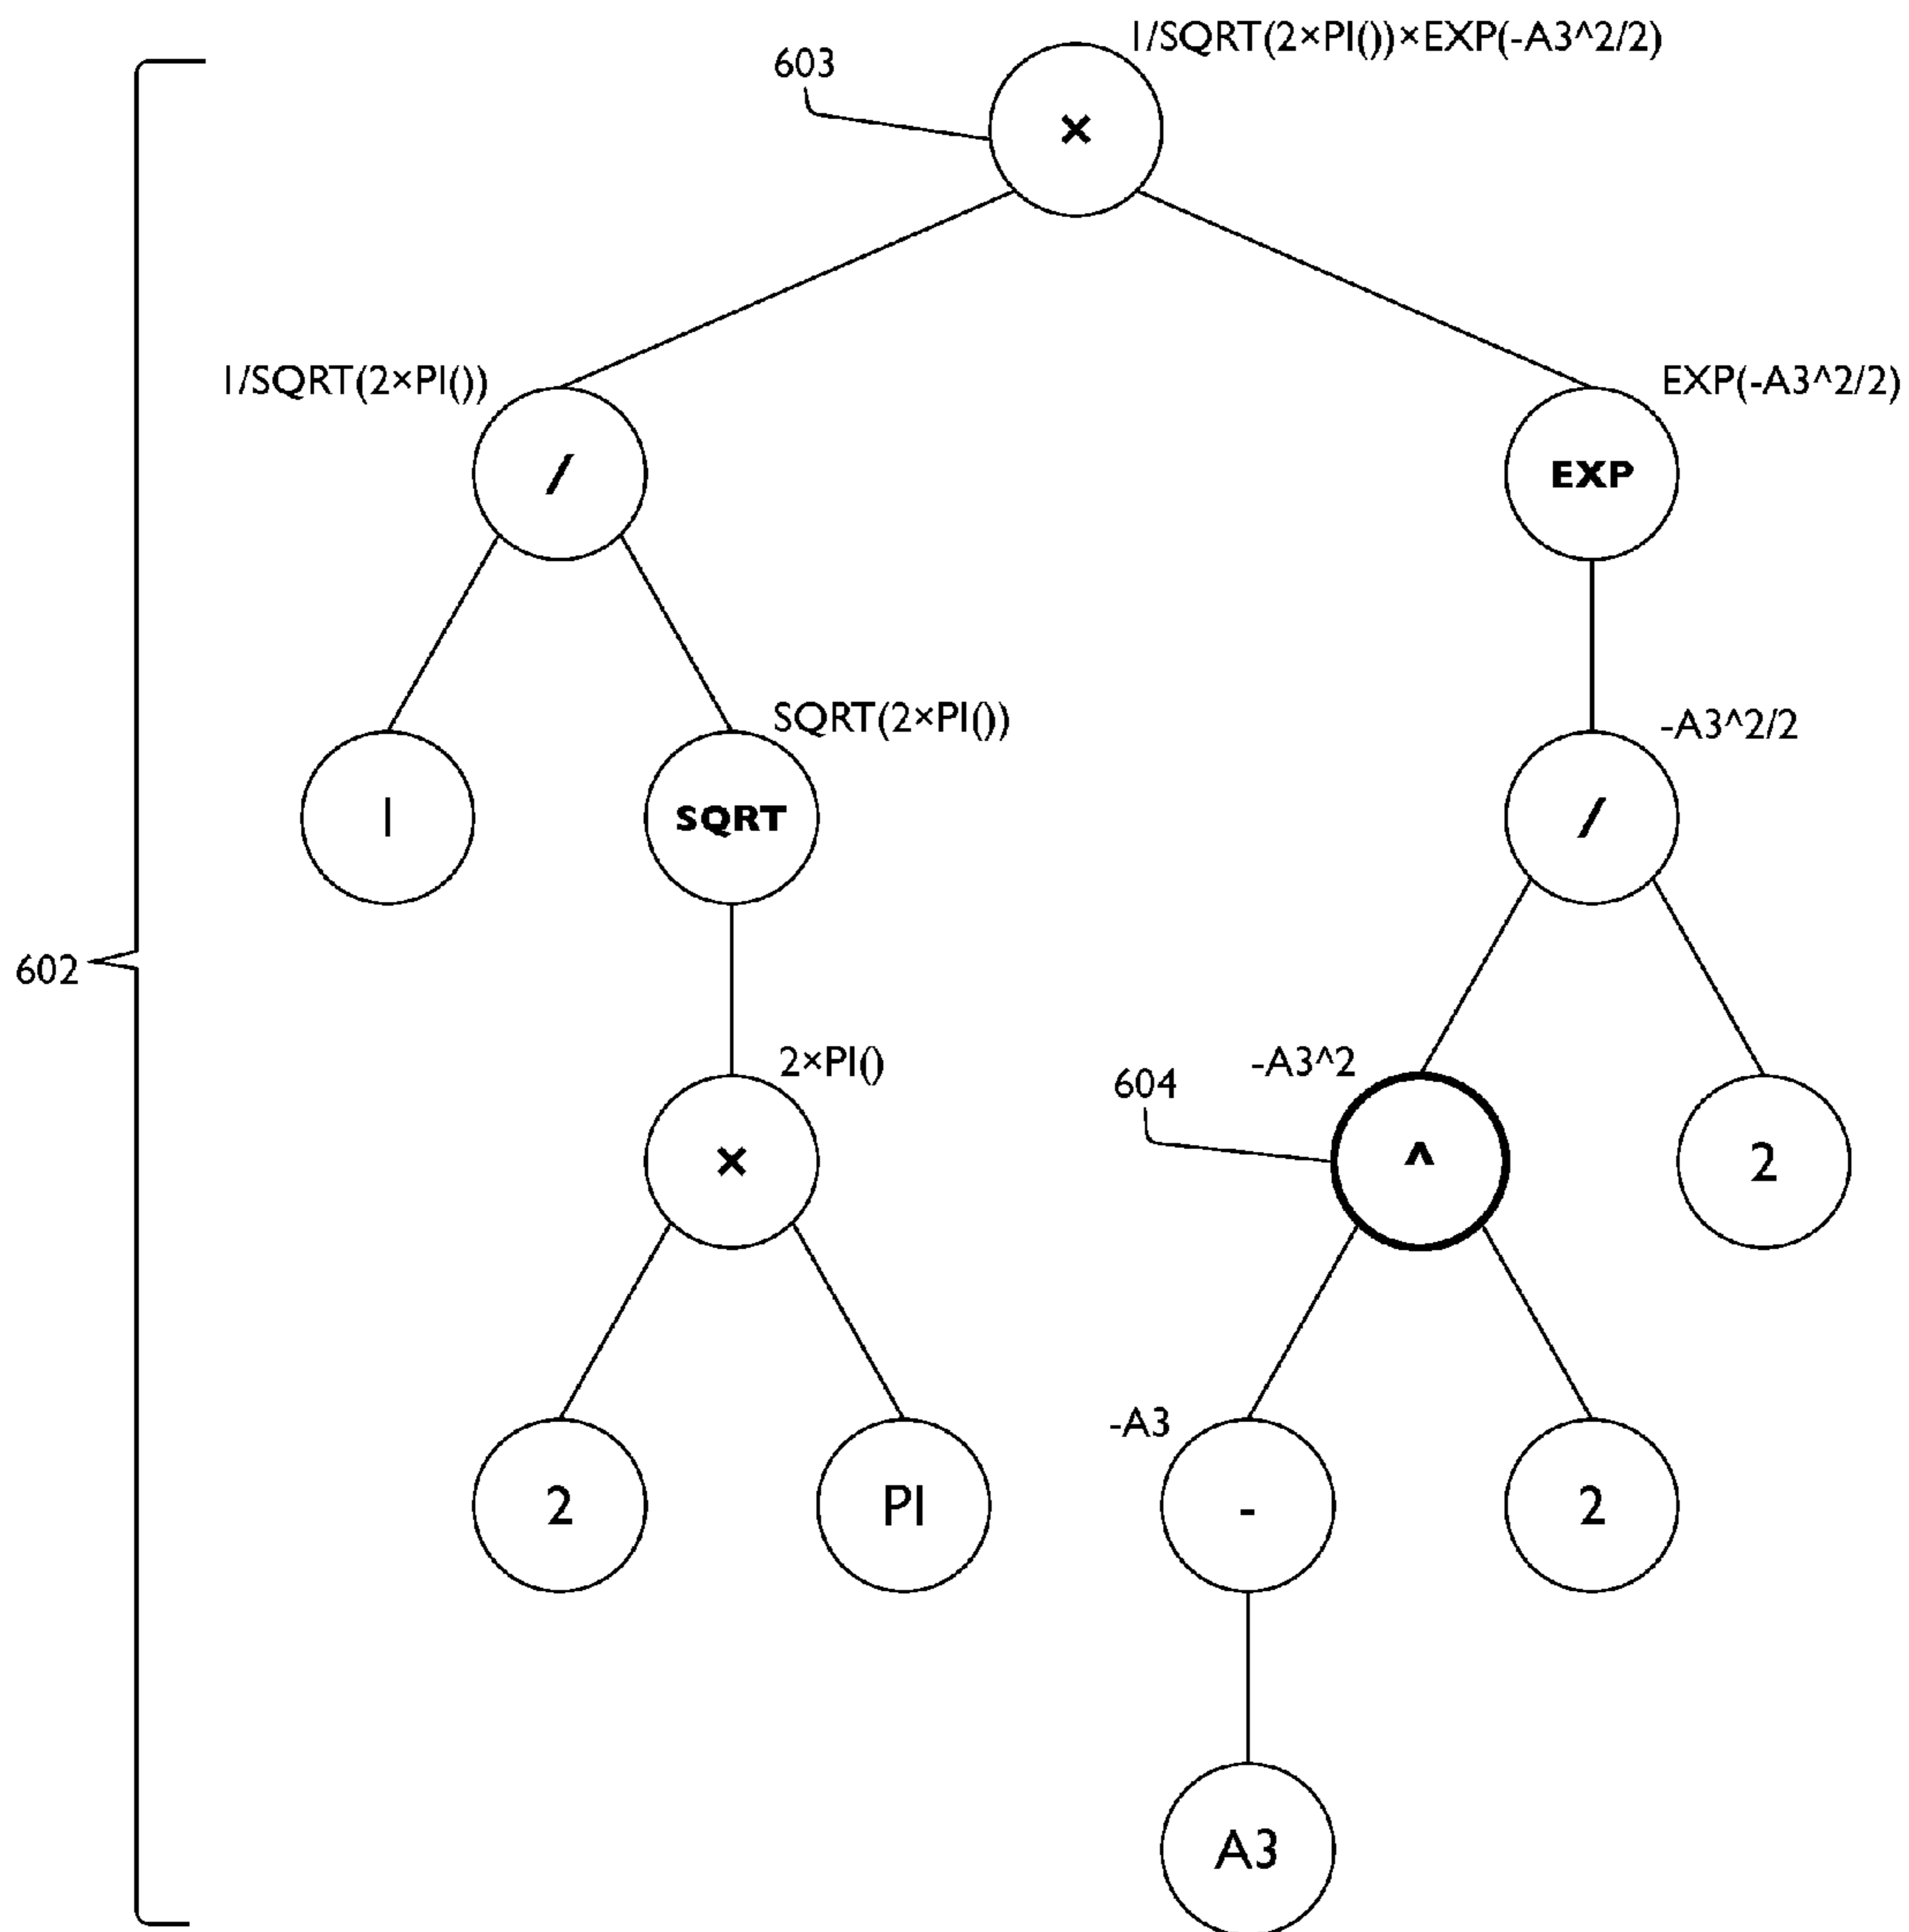 1/SQRT(2×PI())×EXP(-A3^2/2)
603
×
1/SQRT(2×PI())
EXP(-A3^2/2)
/
EXP
SQRT(2×PI())
-A3^2/2
1
SQRT
/
602
2×PI()
-A3^2
604
×
^
2
-A3
2
PI
-
2
A3